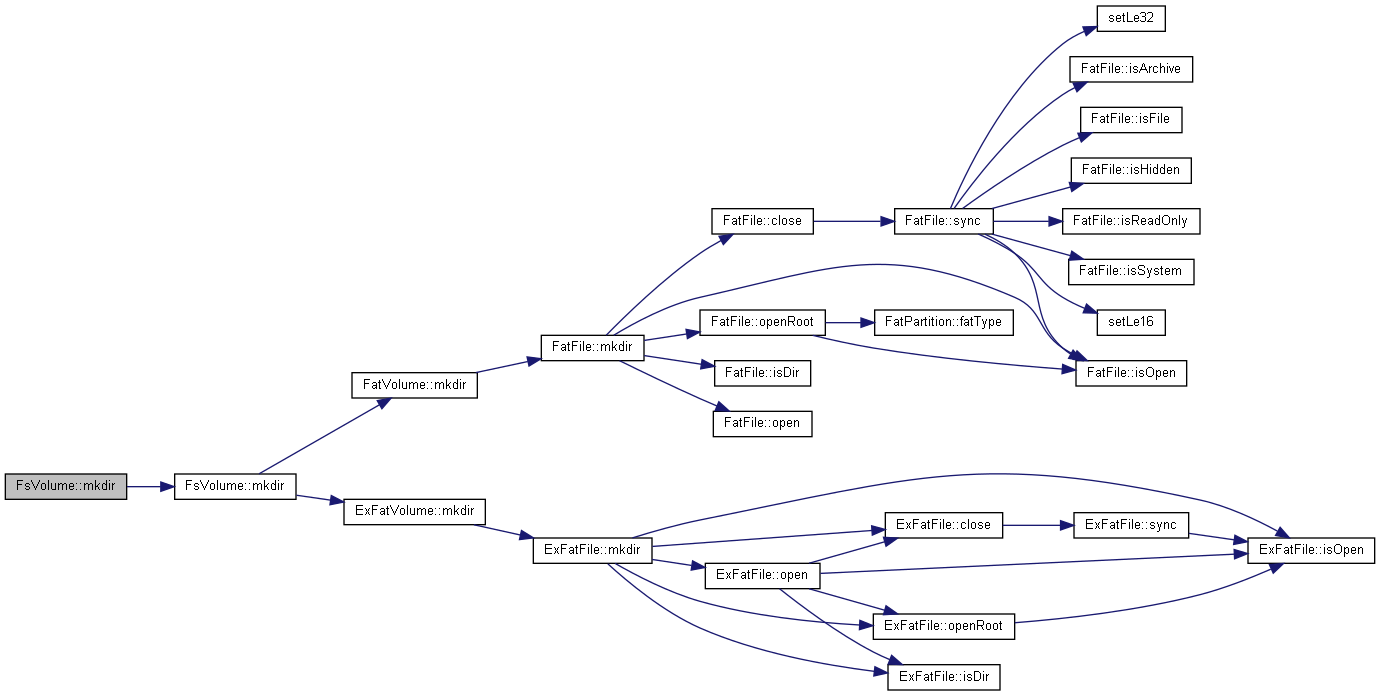 setLe32
FatFile::isArchive
FatFile::isFile
FatFile::isHidden
FatFile::close
FatFile::sync
FatFile::isReadOnly
FatFile::isSystem
FatFile::openRoot
FatPartition::fatType
setLe16
FatFile::mkdir
FatFile::isDir
FatFile::isOpen
FatVolume::mkdir
FatFile::open
FsVolume::mkdir
FsVolume::mkdir
ExFatVolume::mkdir
ExFatFile::close
ExFatFile::sync
ExFatFile::mkdir
ExFatFile::isOpen
ExFatFile::open
ExFatFile::openRoot
ExFatFile::isDir